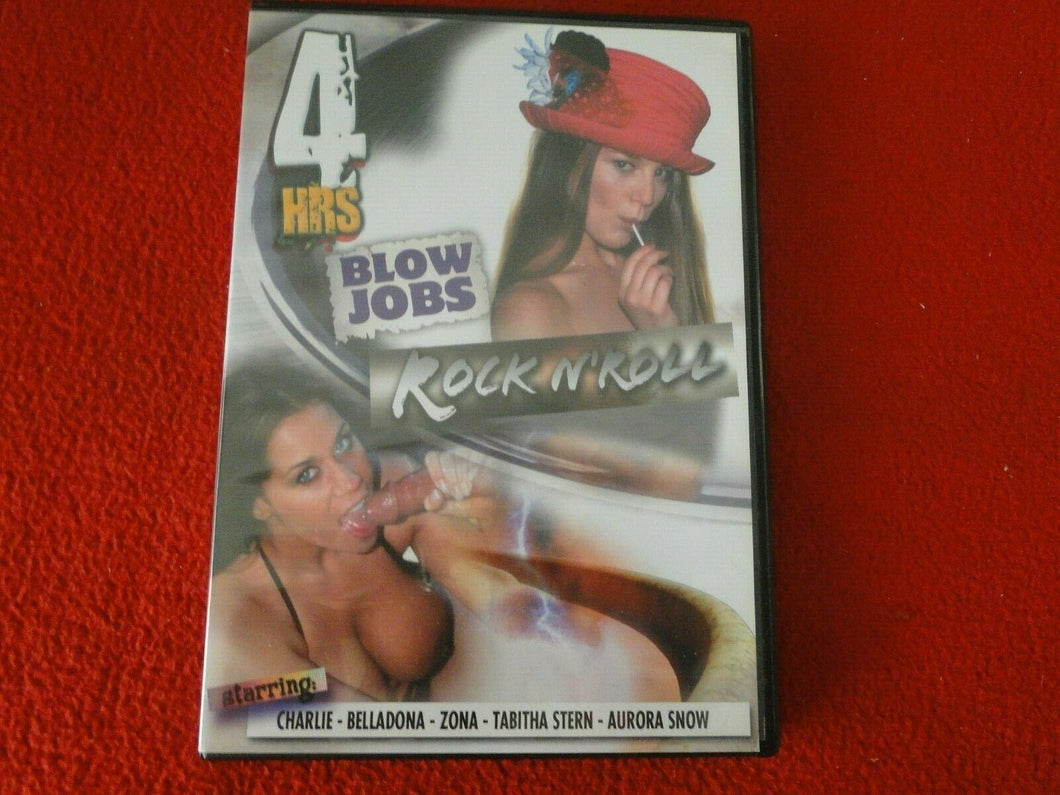 4
HRS
BLOW
JOBS
ROCK N'ROLL
starring:
CHARLIE - BELLADONA - ZONA - TABITHA STERN - AURORA SNOW